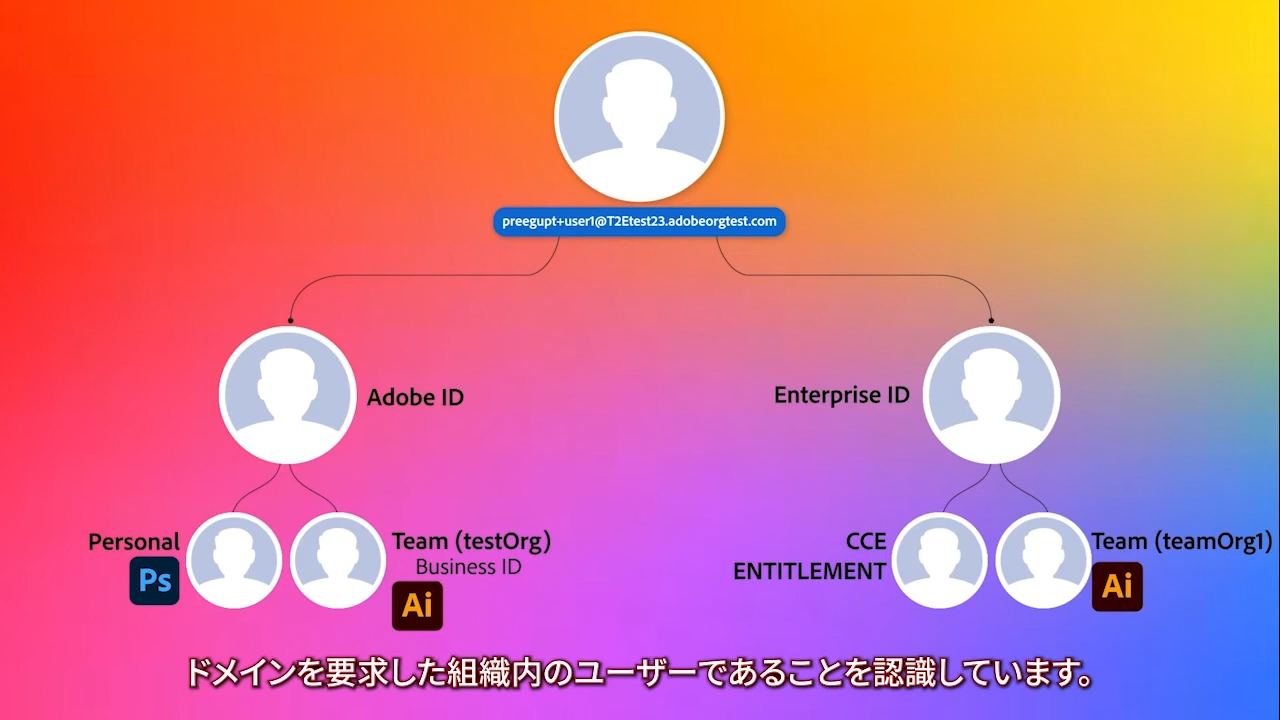 preegupt+user1@T2Etest23.adobeorgtest.com
Adobe ID
Enterprise ID
Personal
Ps
Team (testOrg)
Business ID
Ai
CCE
ENTITLEMENT
Team (teamOrg1)
Ai
ドメインを要求した組織内のユーザーであることを認識しています。